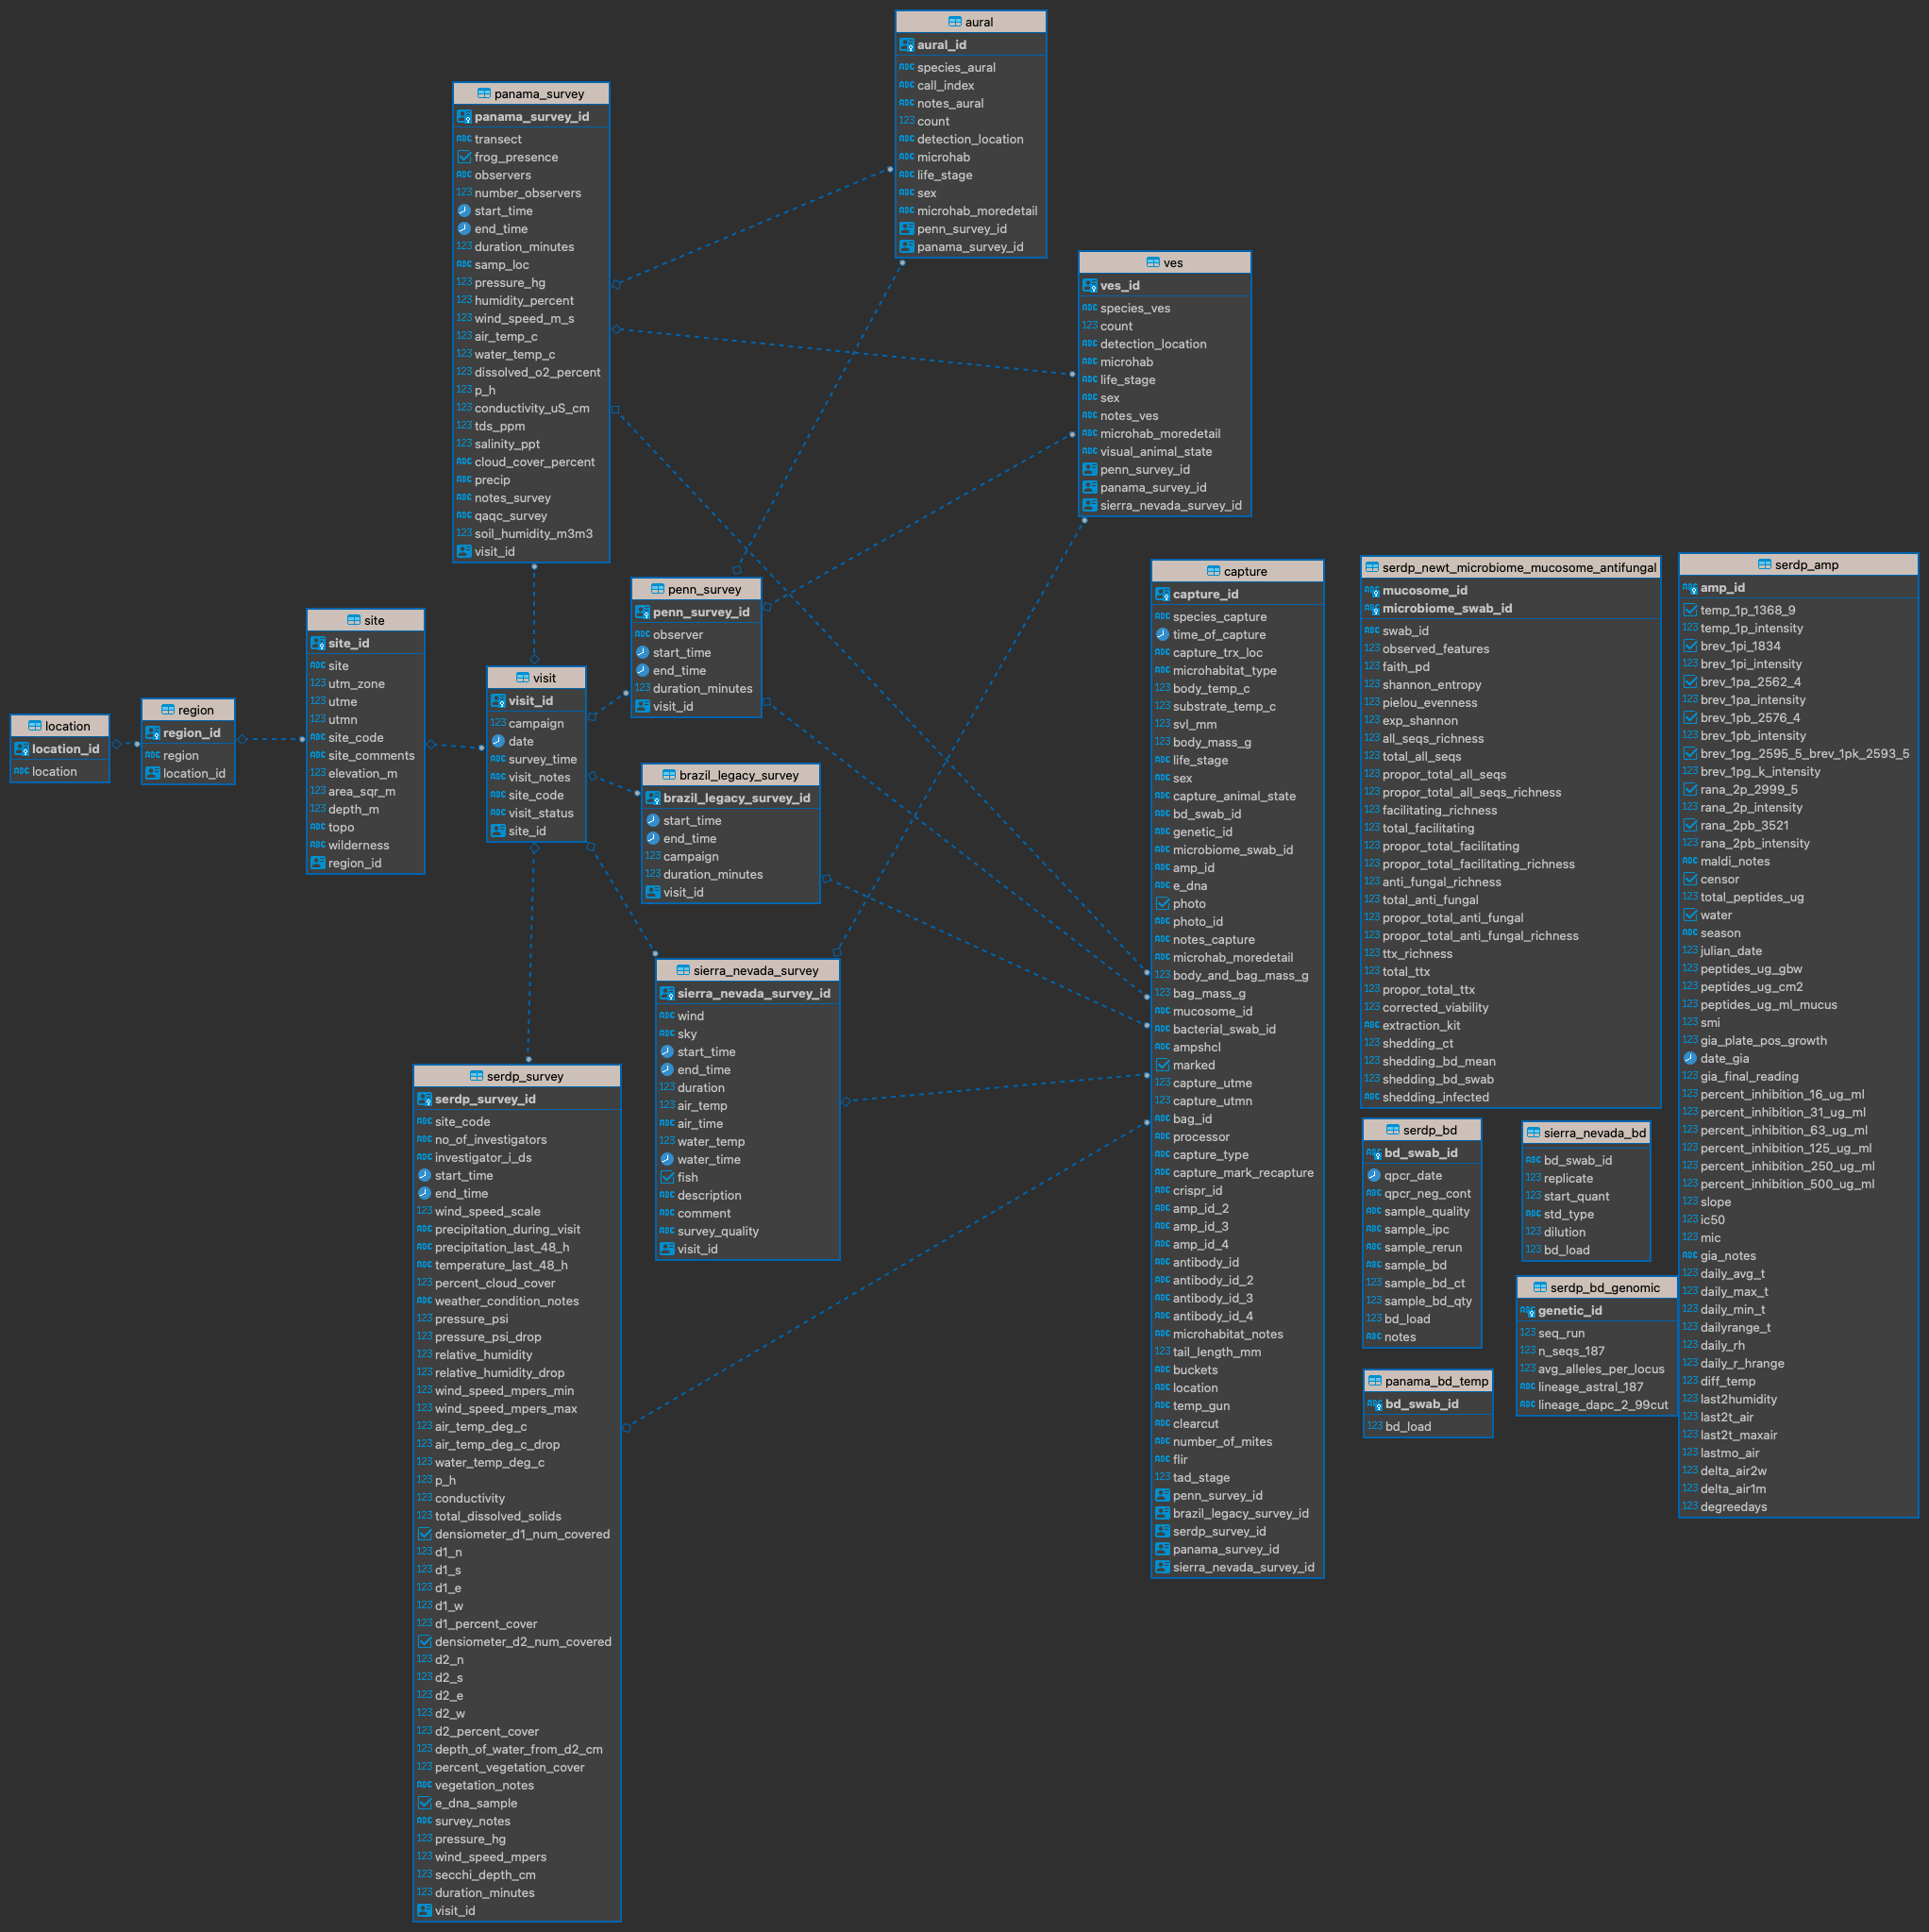 aural
aural_id
species_aural
call_index
notes_aural
count
detection_location
microhab
life_stage
sex
microhab_moredetail
penn_survey_id
panama_survey_id
panama_survey
panama_survey_id
transect
frog_presence
observers
number_observers
start_time
end_time
duration_minutes
samp_loc
pressure_hg
humidity_percent
wind_speed_m_s
air_temp_c
water_temp_c
dissolved_o2_percent
p_h
conductivity_uS_cm
tds_ppm
salinity_ppt
cloud_cover_percent
precip
notes_survey
qaqc_survey
soil_humidity_m3m3
visit_id
ves
ves_id
species_ves
count
detection_location
microhab
life_stage
sex
notes_ves
microhab_moredetail
visual_animal_state
penn_survey_id
panama_survey_id
sierra_nevada_survey_id
location
location_id
location
region
region_id
region
location_id
site
site_id
site
utm_zone
utme
utmn
site_code
site_comments
elevation_m
area_sqr_m
depth_m
topo
wilderness
region_id
visit
visit_id
campaign
date
survey_time
visit_notes
site_code
visit_status
site_id
penn_survey
penn_survey_id
observer
start_time
end_time
duration_minutes
visit_id
brazil_legacy_survey
brazil_legacy_survey_id
start_time
end_time
campaign
duration_minutes
visit_id
sierra_nevada_survey
sierra_nevada_survey_id
wind
sky
start_time
end_time
duration
air_temp
air_time
water_temp
water_time
fish
description
comment
survey_quality
visit_id
serdp_survey
serdp_survey_id
site_code
no_of_investigators
investigator_i_ds
start_time
end_time
wind_speed_scale
precipitation_during_visit
precipitation_last_48_h
temperature_last_48_h
percent_cloud_cover
weather_condition_notes
pressure_psi
pressure_psi_drop
relative_humidity
relative_humidity_drop
wind_speed_mpers_min
wind_speed_mpers_max
air_temp_deg_c
air_temp_deg_c_drop
water_temp_deg_c
p_h
conductivity
total_dissolved_solids
densiometer_d1_num_covered
d1_n
d1_s
d1_e
d1_w
d1_percent_cover
densiometer_d2_num_covered
d2_n
d2_s
d2_e
d2_w
d2_percent_cover
depth_of_water_from_d2_cm
percent_vegetation_cover
vegetation_notes
e_dna_sample
survey_notes
pressure_hg
wind_speed_mpers
secchi_depth_cm
duration_minutes
visit_id
capture
capture_id
species_capture
time_of_capture
capture_trx_loc
microhabitat_type
body_temp_c
substrate_temp_c
svl_mm
body_mass_g
life_stage
sex
capture_animal_state
bd_swab_id
genetic_id
microbiome_swab_id
amp_id
e_dna
photo
photo_id
notes_capture
microhab_moredetail
body_and_bag_mass_g
bag_mass_g
mucosome_id
bacterial_swab_id
ampshcl
marked
capture_utme
capture_utmn
bag_id
processor
capture_type
capture_mark_recapture
crispr_id
amp_id_2
amp_id_3
amp_id_4
antibody_id
antibody_id_2
antibody_id_3
antibody_id_4
microhabitat_notes
tail_length_mm
buckets
location
temp_gun
clearcut
number_of_mites
flir
tad_stage
penn_survey_id
brazil_legacy_survey_id
serdp_survey_id
panama_survey_id
sierra_nevada_survey_id
serdp_newt_microbiome_mucosome_antifungal
mucosome_id
microbiome_swab_id
swab_id
observed_features
faith_pd
shannon_entropy
pielou_evenness
exp_shannon
all_seqs_richness
total_all_seqs
propor_total_all_seqs
propor_total_all_seqs_richness
facilitating_richness
total_facilitating
propor_total_facilitating
propor_total_facilitating_richness
anti_fungal_richness
total_anti_fungal
propor_total_anti_fungal
propor_total_anti_fungal_richness
ttx_richness
total_ttx
propor_total_ttx
corrected_viability
extraction_kit
shedding_ct
shedding_bd_mean
shedding_bd_swab
shedding_infected
serdp_bd
bd_swab_id
qpcr_date
qpcr_neg_cont
sample_quality
sample_ipc
sample_rerun
sample_bd
sample_bd_ct
sample_bd_qty
bd_load
notes
sierra_nevada_bd
bd_swab_id
replicate
start_quant
std_type
dilution
bd_load
serdp_bd_genomic
genetic_id
seq_run
n_seqs_187
avg_alleles_per_locus
lineage_astral_187
lineage_dapc_2_99cut
panama_bd_temp
bd_swab_id
bd_load
serdp_amp
amp_id
temp_1p_1368_9
temp_1p_intensity
brev_1pi_1834
brev_1pi_intensity
brev_1pa_2562_4
brev_1pa_intensity
brev_1pb_2576_4
brev_1pb_intensity
brev_1pg_2595_5_brev_1pk_2593_5
brev_1pg_k_intensity
rana_2p_2999_5
rana_2p_intensity
rana_2pb_3521
rana_2pb_intensity
maldi_notes
censor
total_peptides_ug
water
season
julian_date
peptides_ug_gbw
peptides_ug_cm2
peptides_ug_ml_mucus
smi
gia_plate_pos_growth
date_gia
gia_final_reading
percent_inhibition_16_ug_ml
percent_inhibition_31_ug_ml
percent_inhibition_63_ug_ml
percent_inhibition_125_ug_ml
percent_inhibition_250_ug_ml
percent_inhibition_500_ug_ml
slope
ic50
mic
gia_notes
daily_avg_t
daily_max_t
daily_min_t
dailyrange_t
daily_rh
daily_r_hrange
diff_temp
last2humidity
last2t_air
last2t_maxair
lastmo_air
delta_air2w
delta_air1m
degreedays